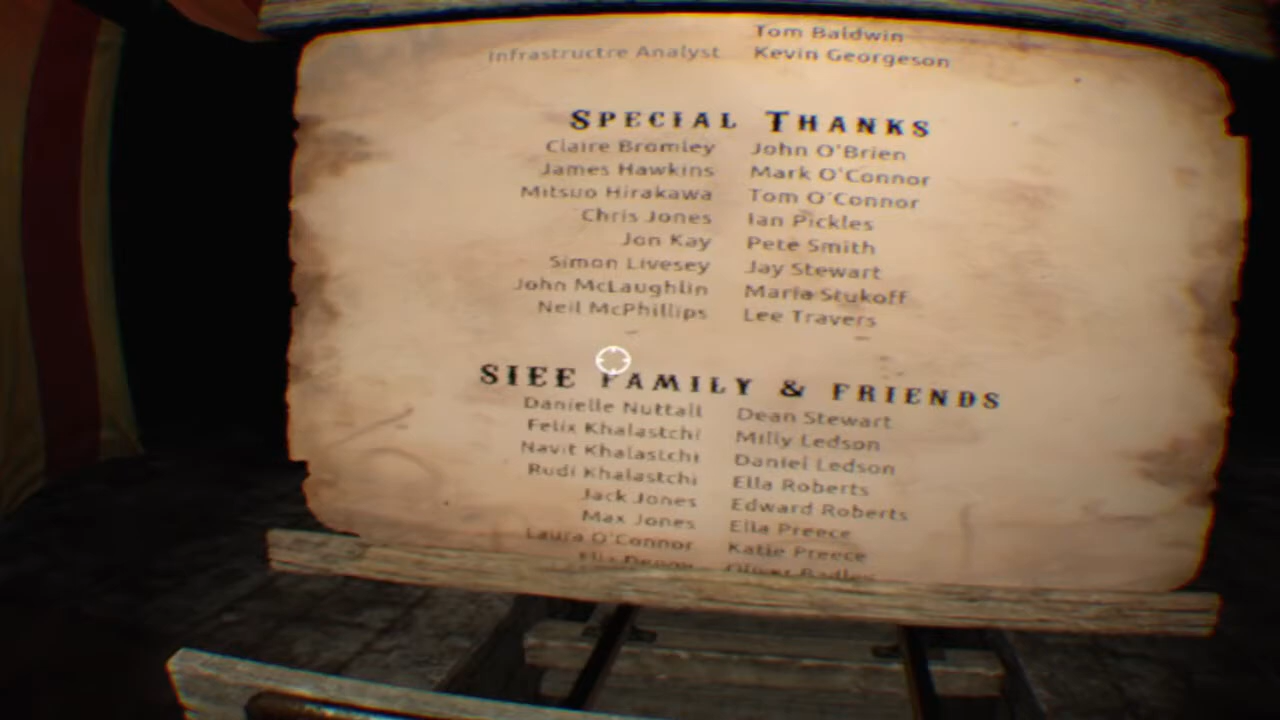 Tom Baldwin
Infrastructre Analyst Kevin Georgeson
SPECIAL THANKS
Claire Bromley John O'Brien
James Hawkins Mark O'Connor
Mitsuo Hirakawa Tom O'Connor
Chris Jones Ian Pickles
Jon Kay Pete Smith
Simon Livesey Jay Stewart
John McLaughlin Maria Stukoff
Neil McPhillips Lee Travers
SIEE FAMILY & FRIENDS
Danielle Nuttall Dean Stewart
Felix Khalastchi Milly Ledson
Navit Khalastchi Daniel Ledson
Rudi Khalastchi Ella Roberts
Jack Jones Edward Roberts
Max Jones Ella Preece
Laura O'Connor Katie Preece
Oliver